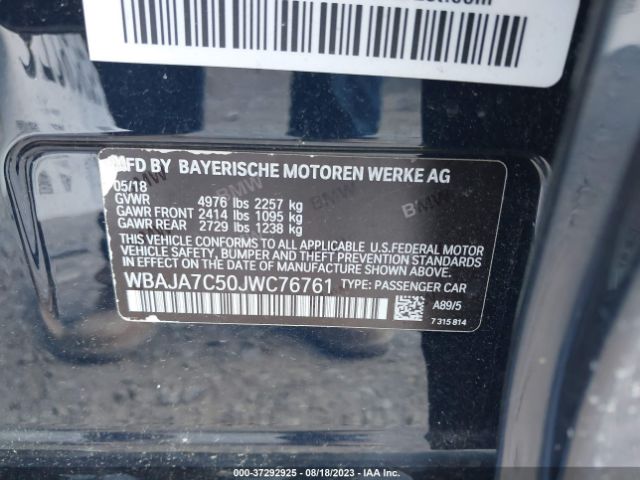 MFD BY BAYERISCHE MOTOREN WERKE AG
05/18
GVWR 4976 lbs 2257 kg
GAWR FRONT 2414 lbs 1095 kg
GAWR REAR 2729 lbs 1238 kg
THIS VEHICLE CONFORMS TO ALL APPLICABLE U.S.FEDERAL MOTOR
VEHICLE SAFETY, BUMPER AND THEFT PREVENTION STANDARDS
IN EFFECT ON THE DATE OF MANUFACTURE SHOWN ABOVE.
WBAJA7C50JWC76761 TYPE: PASSENGER CAR
A89/5
7 315 814
000-37292925 - 08/18/2023 - IAA Inc.